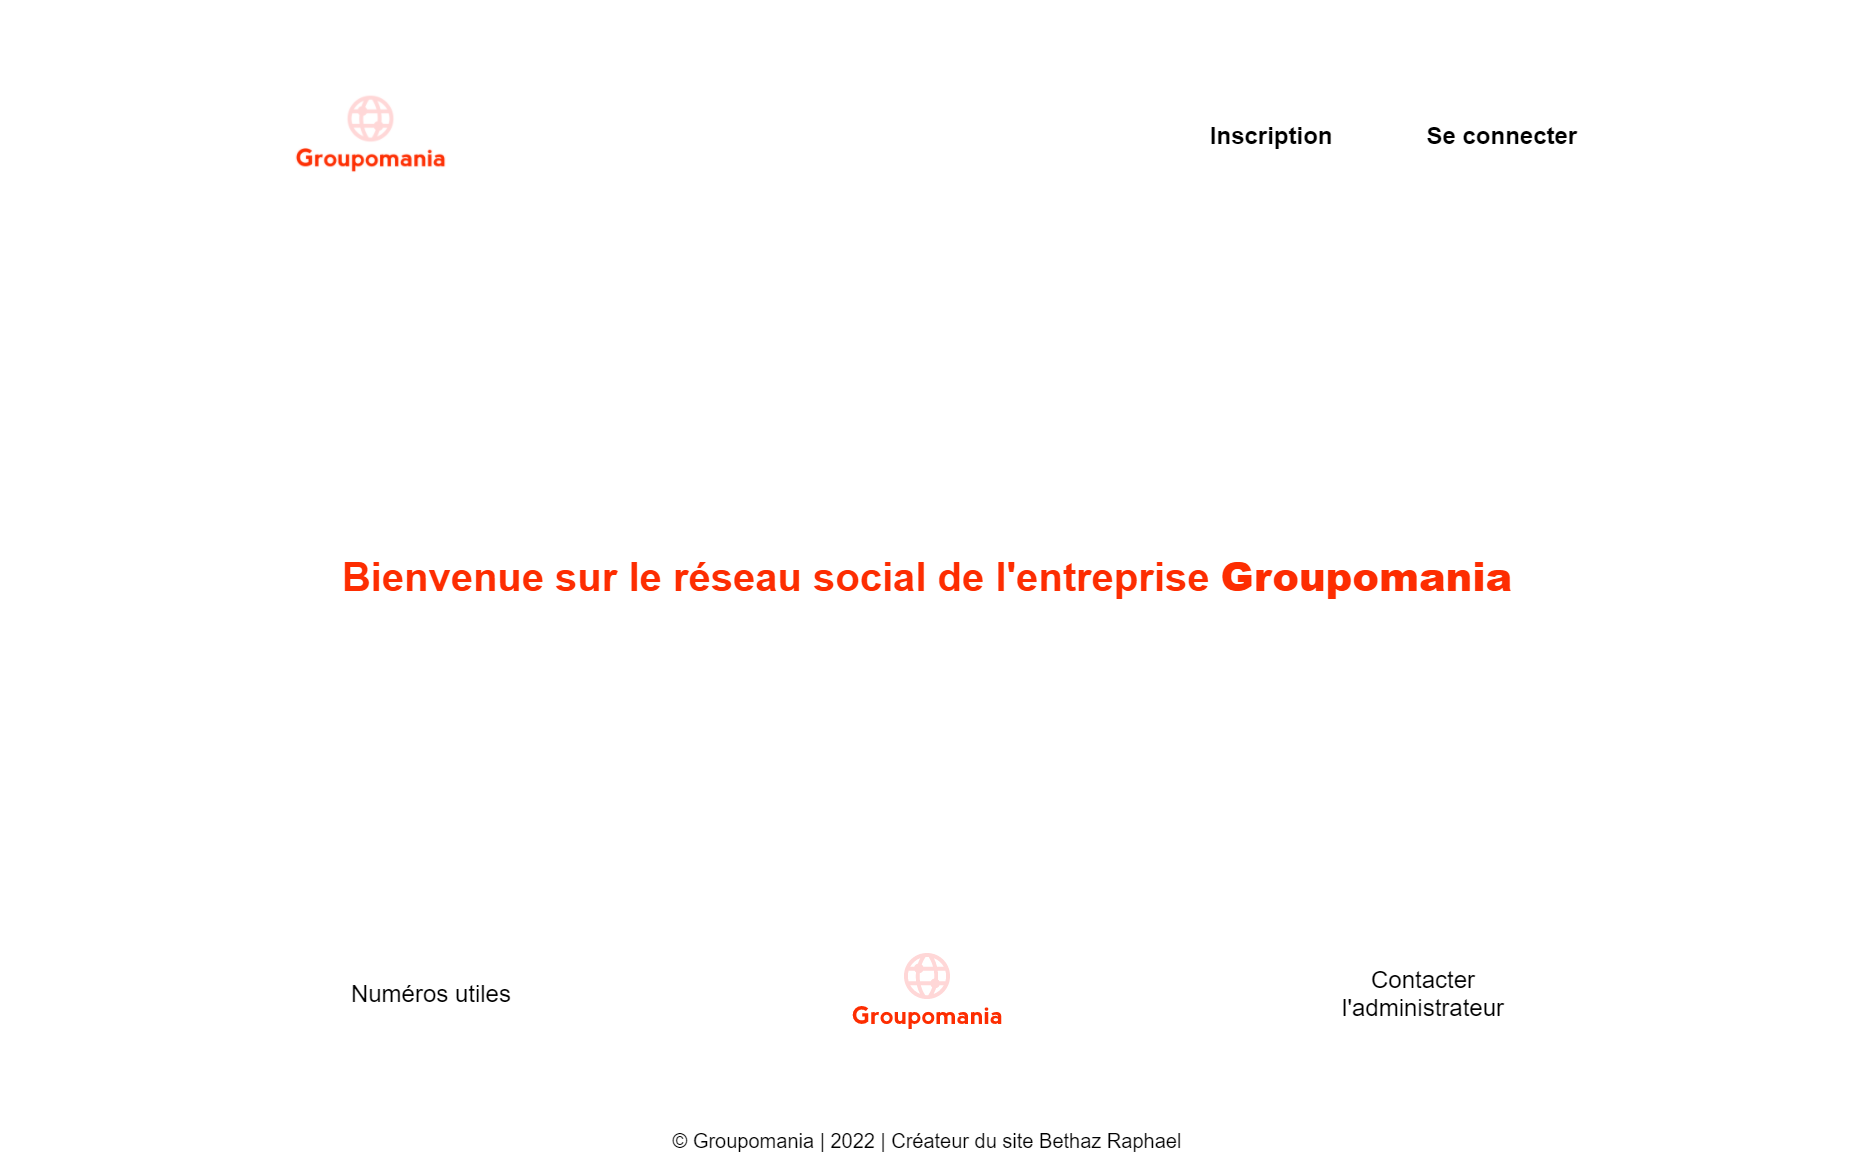 Groupomania
Inscription
Se connecter
Bienvenue sur le réseau social de l'entreprise Groupomania
Numéros utiles
Groupomania
Contacter
l'administrateur
© Groupomania | 2022 | Créateur du site Bethaz Raphael